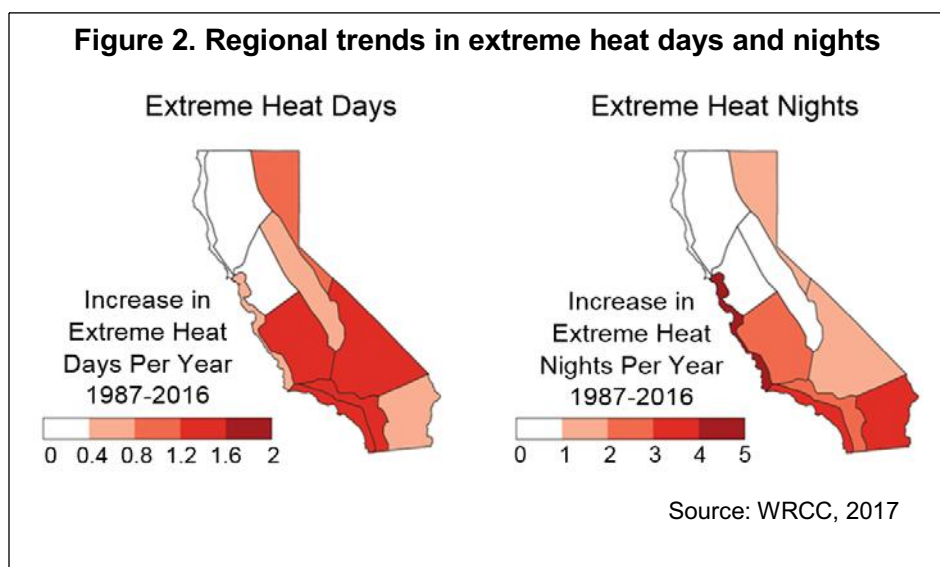 Figure 2. Regional trends in extreme heat days and nights
Extreme Heat Days
Increase in
Extreme Heat
Days Per Year
1987-2016
0 0.4 0.8 1.2 1.6 2
Extreme Heat Nights
Increase in
Extreme Heat
Nights Per Year
1987-2016
0 1 2 3 4 5
Source: WRCC, 2017